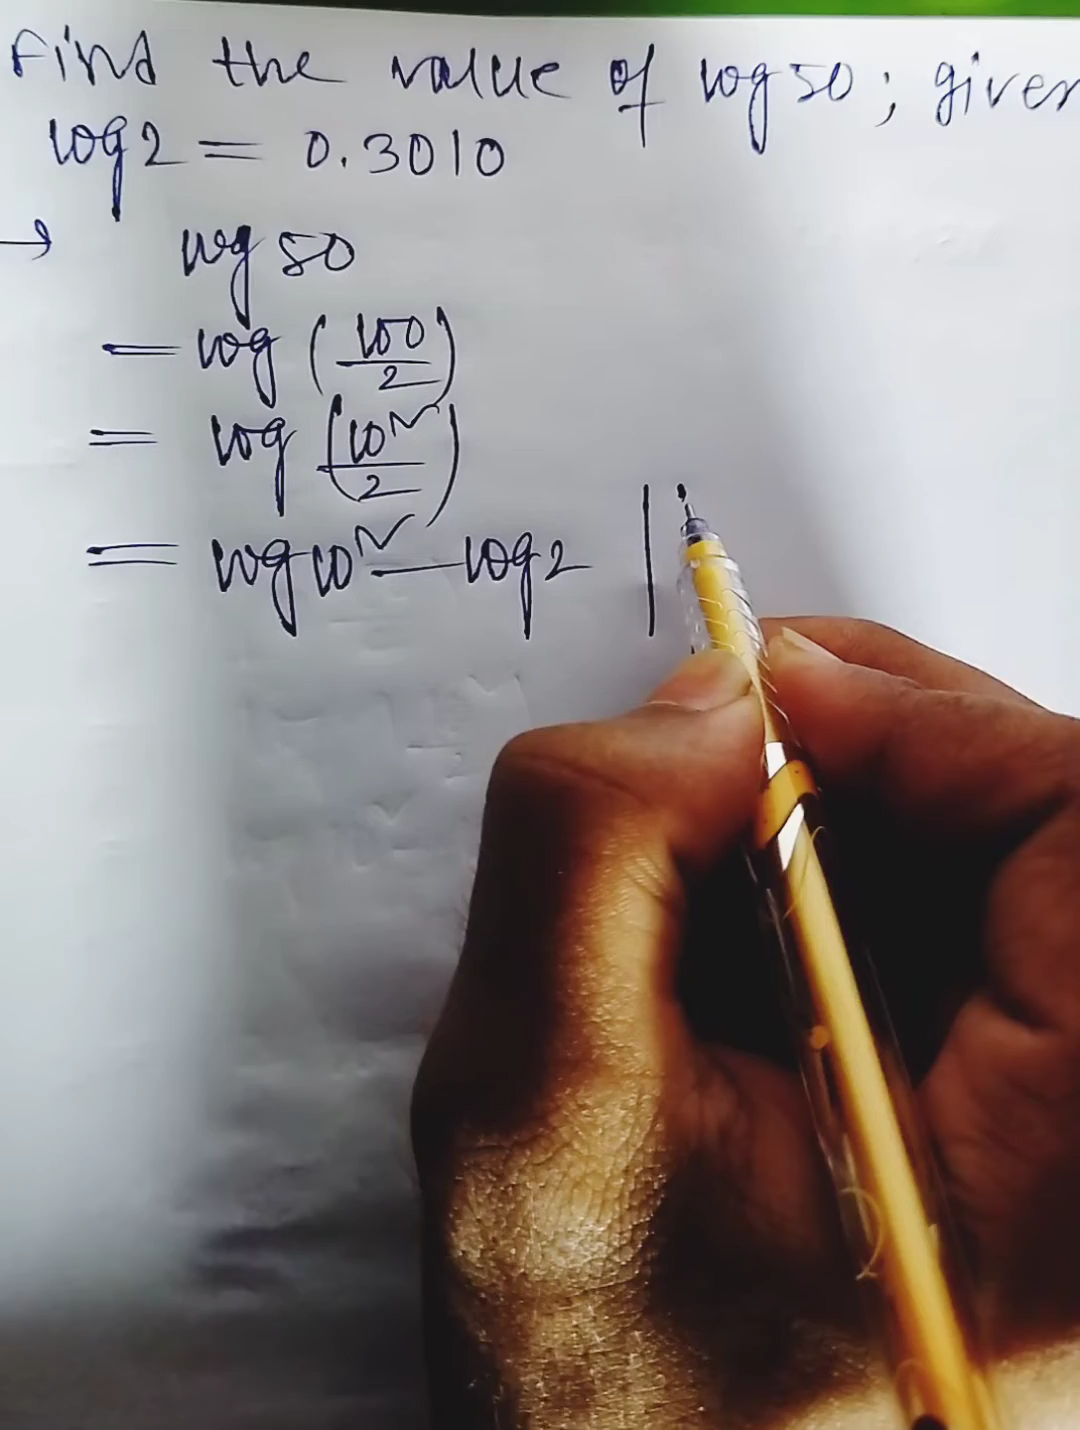 Find the value of log 50; given
log 2 = 0.3010
→ log 50
= log (100/2)
= log (10²/2)
= log 10² - log 2 |